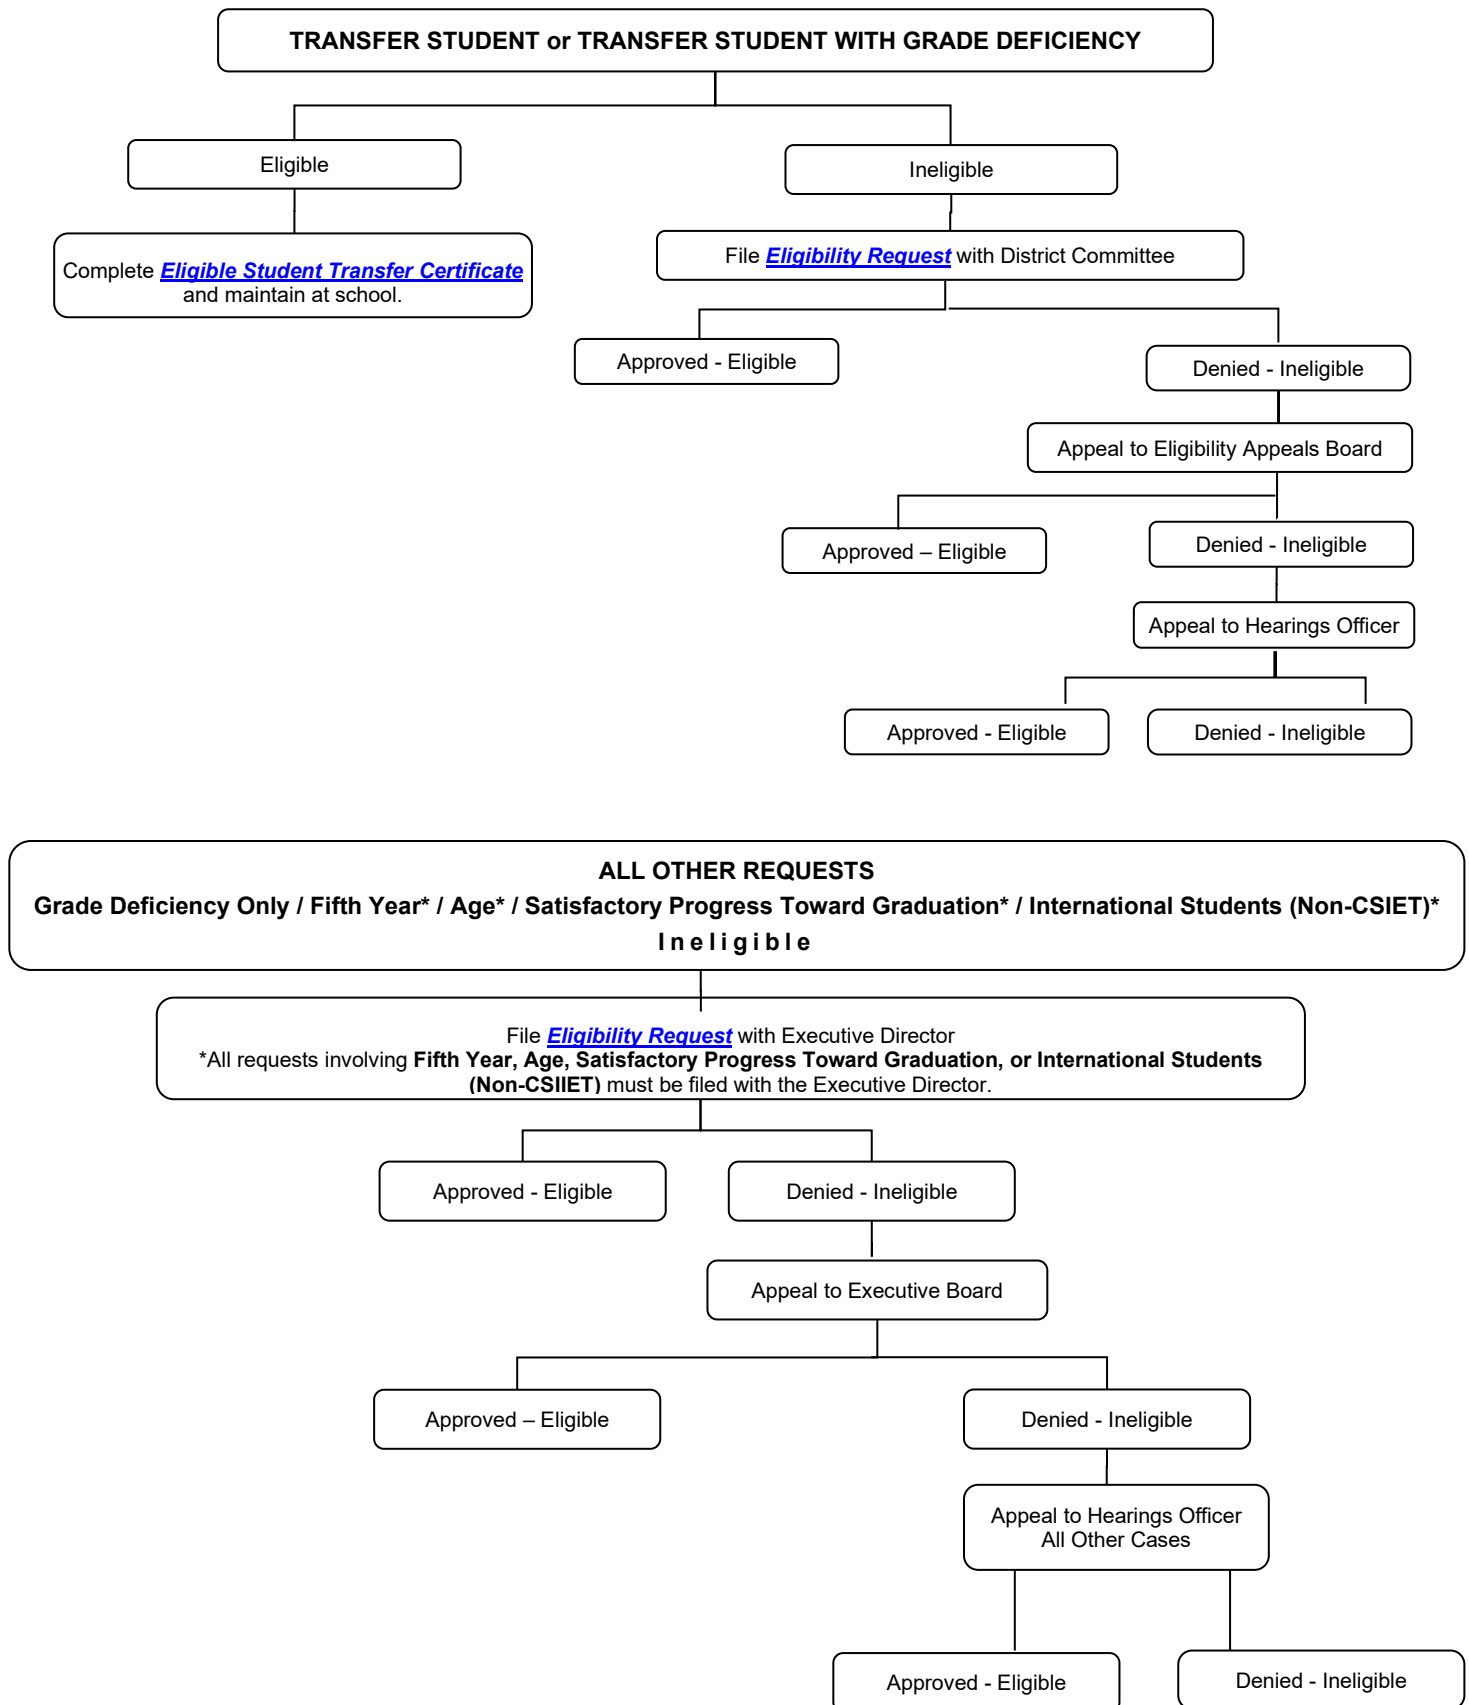 TRANSFER STUDENT or TRANSFER STUDENT WITH GRADE DEFICIENCY
Eligible
Ineligible
Complete Eligible Student Transfer Certificate
and maintain at school.
File Eligibility Request with District Committee
Approved - Eligible
Denied - Ineligible
Appeal to Eligibility Appeals Board
Approved – Eligible
Denied - Ineligible
Appeal to Hearings Officer
Approved - Eligible
Denied - Ineligible
ALL OTHER REQUESTS
Grade Deficiency Only / Fifth Year* / Age* / Satisfactory Progress Toward Graduation* / International Students (Non-CSIET)*
Ineligible
File Eligibility Request with Executive Director
*All requests involving Fifth Year, Age, Satisfactory Progress Toward Graduation, or International Students
(Non-CSIIET) must be filed with the Executive Director.
Approved - Eligible
Denied - Ineligible
Appeal to Executive Board
Approved – Eligible
Denied - Ineligible
Appeal to Hearings Officer
All Other Cases
Approved - Eligible
Denied - Ineligible